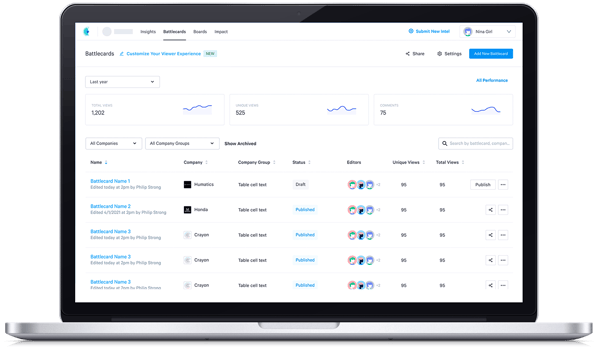 Insights Battlecards Boards Impact Submit New Intel Nina Girl
Battlecards Customize Your Viewer Experience NEW Share Settings Add New Battlecard
Last year All Performance
TOTAL VIEWS UNIQUE VIEWS COMMENTS
1,202 525 75
All Companies All Company Groups Show Archived Search by battlecard, compan...
Name Company Company Group Status Editors Unique Views Total Views
Battlecard Name 1 Humetics Table cell text Draft 95 95 Publish
Edited today at 2pm by Philip Strong
Battlecard Name 2 Honda Table cell text Published 95 95
Edited 4/1/2021 at 2pm by Philip Strong
Battlecard Name 3 Crayon Table cell text Published 95 95
Edited today at 2pm by Philip Strong
Battlecard Name 3 Crayon Table cell text Published 95 95
Edited today at 2pm by Philip Strong
Battlecard Name 3 Crayon Table cell text Published 95 95
Edited today at 2pm by Philip Strong